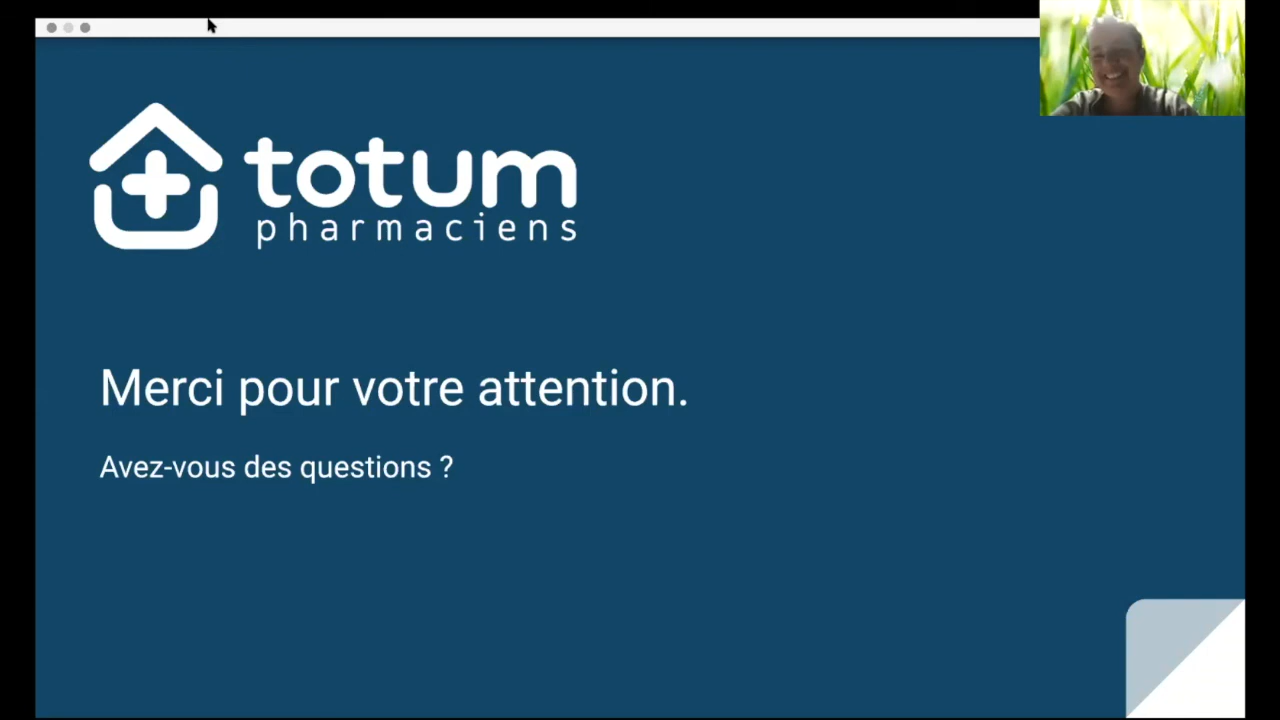 totum
pharmaciens
Merci pour votre attention.
Avez-vous des questions ?